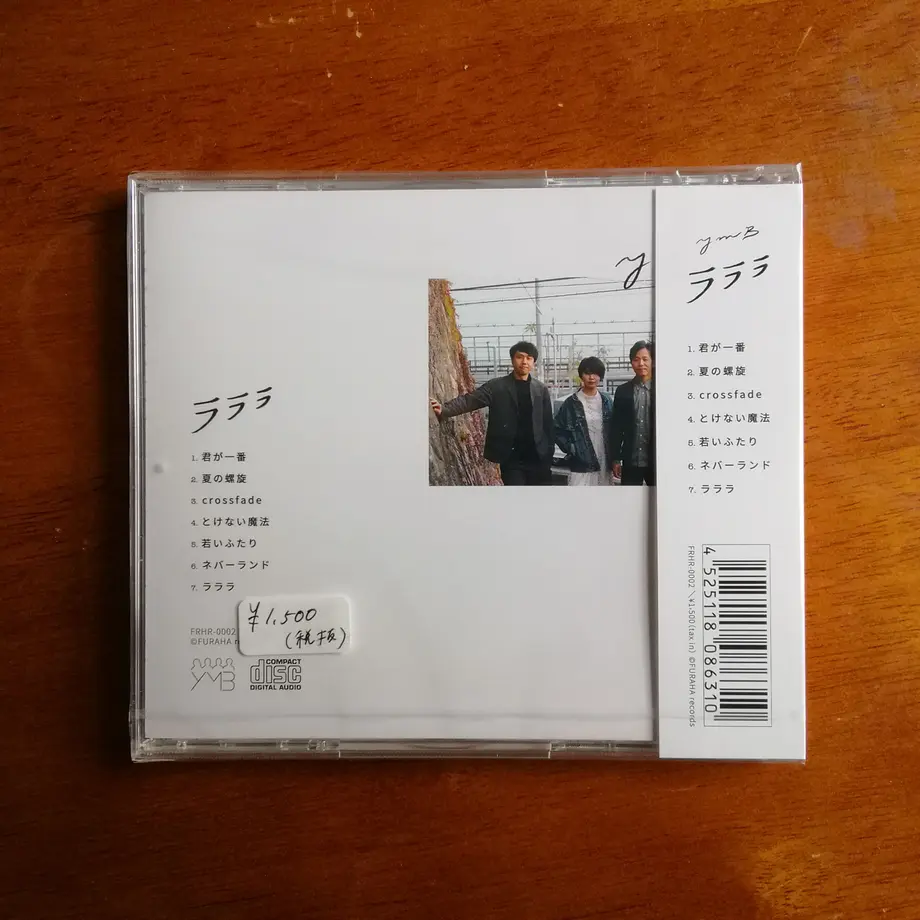 y
ラララ
1. 君が一番
2. 夏の螺旋
3. crossfade
4. とけない魔法
5. 若いふたり
6. ネバーランド
7. ラララ
¥1,500
(税抜)
FRHR-0002
©FURAHA re
YMB
COMPACT
disc
DIGITAL AUDIO
ymB
ラララ
1. 君が一番
2. 夏の螺旋
3. crossfade
4. とけない魔法
5. 若いふたり
6. ネバーランド
7. ラララ
FRHR-0002 ＼¥1,500 (tax in) ©FURAHA records
4 525118 086310